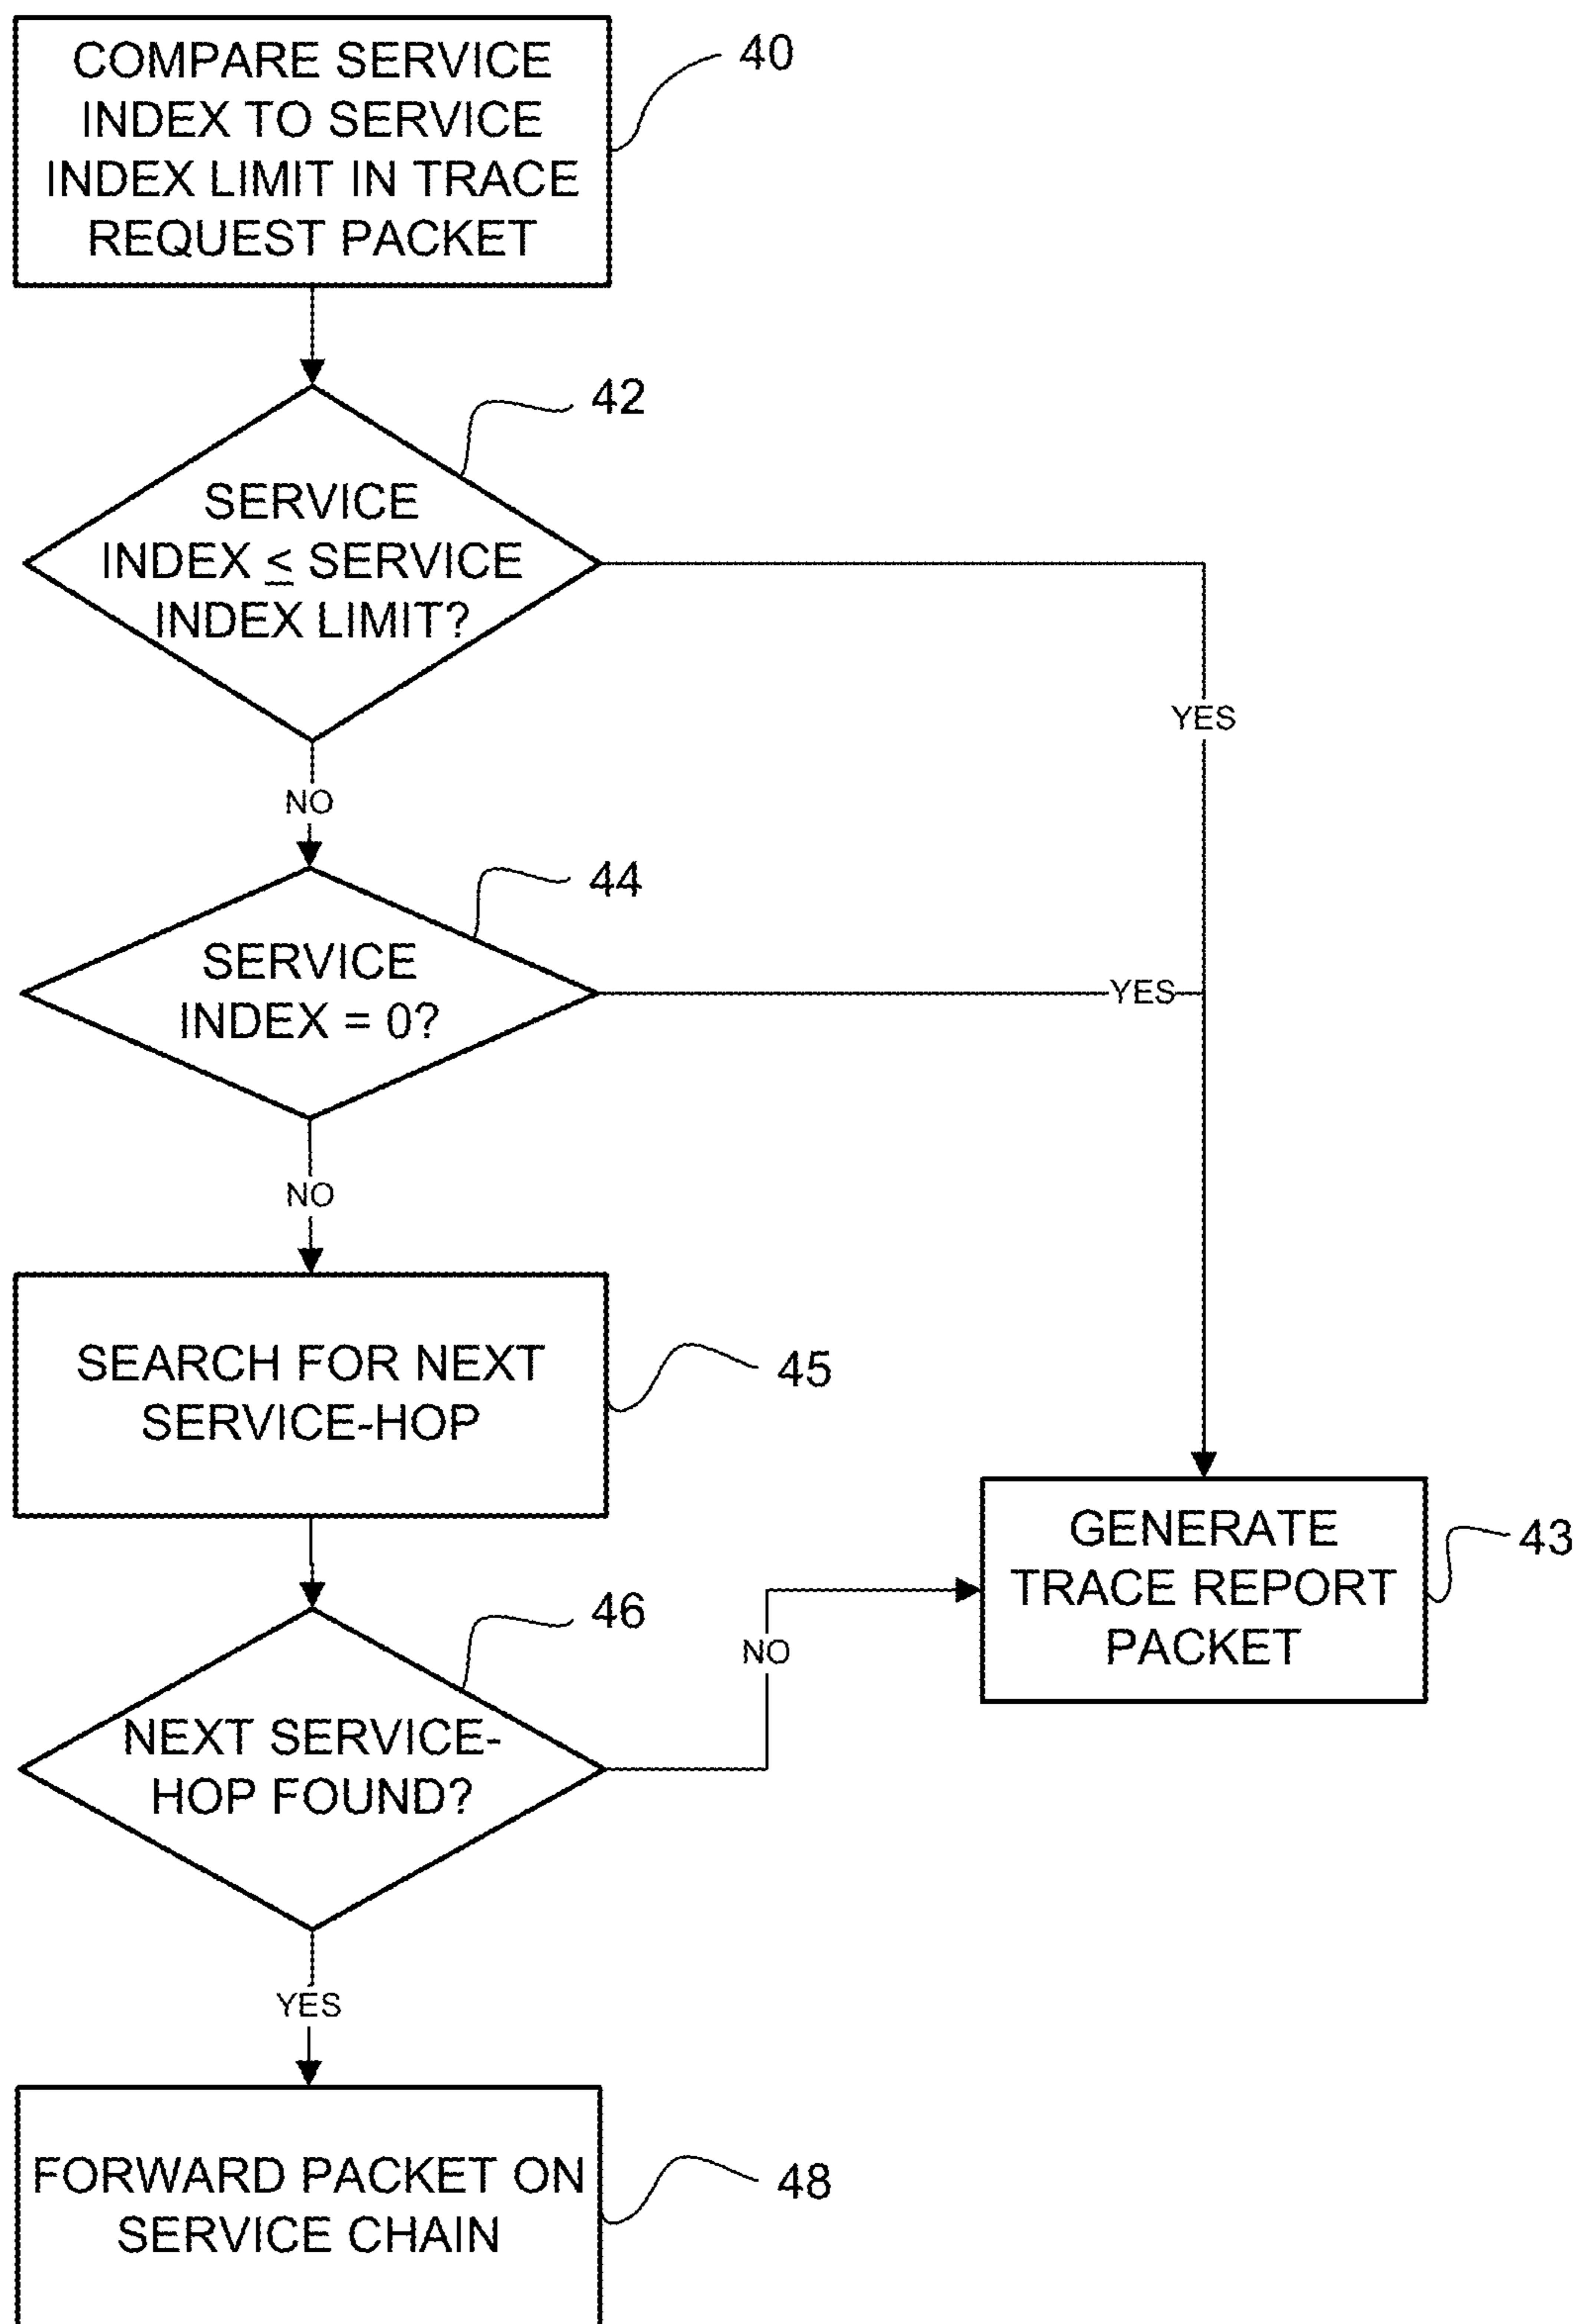 COMPARE SERVICE
INDEX TO SERVICE
INDEX LIMIT IN TRACE
REQUEST PACKET
40
42
SERVICE
INDEX ≤ SERVICE
INDEX LIMIT?
YES
NO
44
SERVICE
INDEX = 0?
YES
NO
SEARCH FOR NEXT
SERVICE-HOP
45
GENERATE
TRACE REPORT
PACKET
43
46
NO
NEXT SERVICE-
HOP FOUND?
YES
FORWARD PACKET ON
SERVICE CHAIN
48